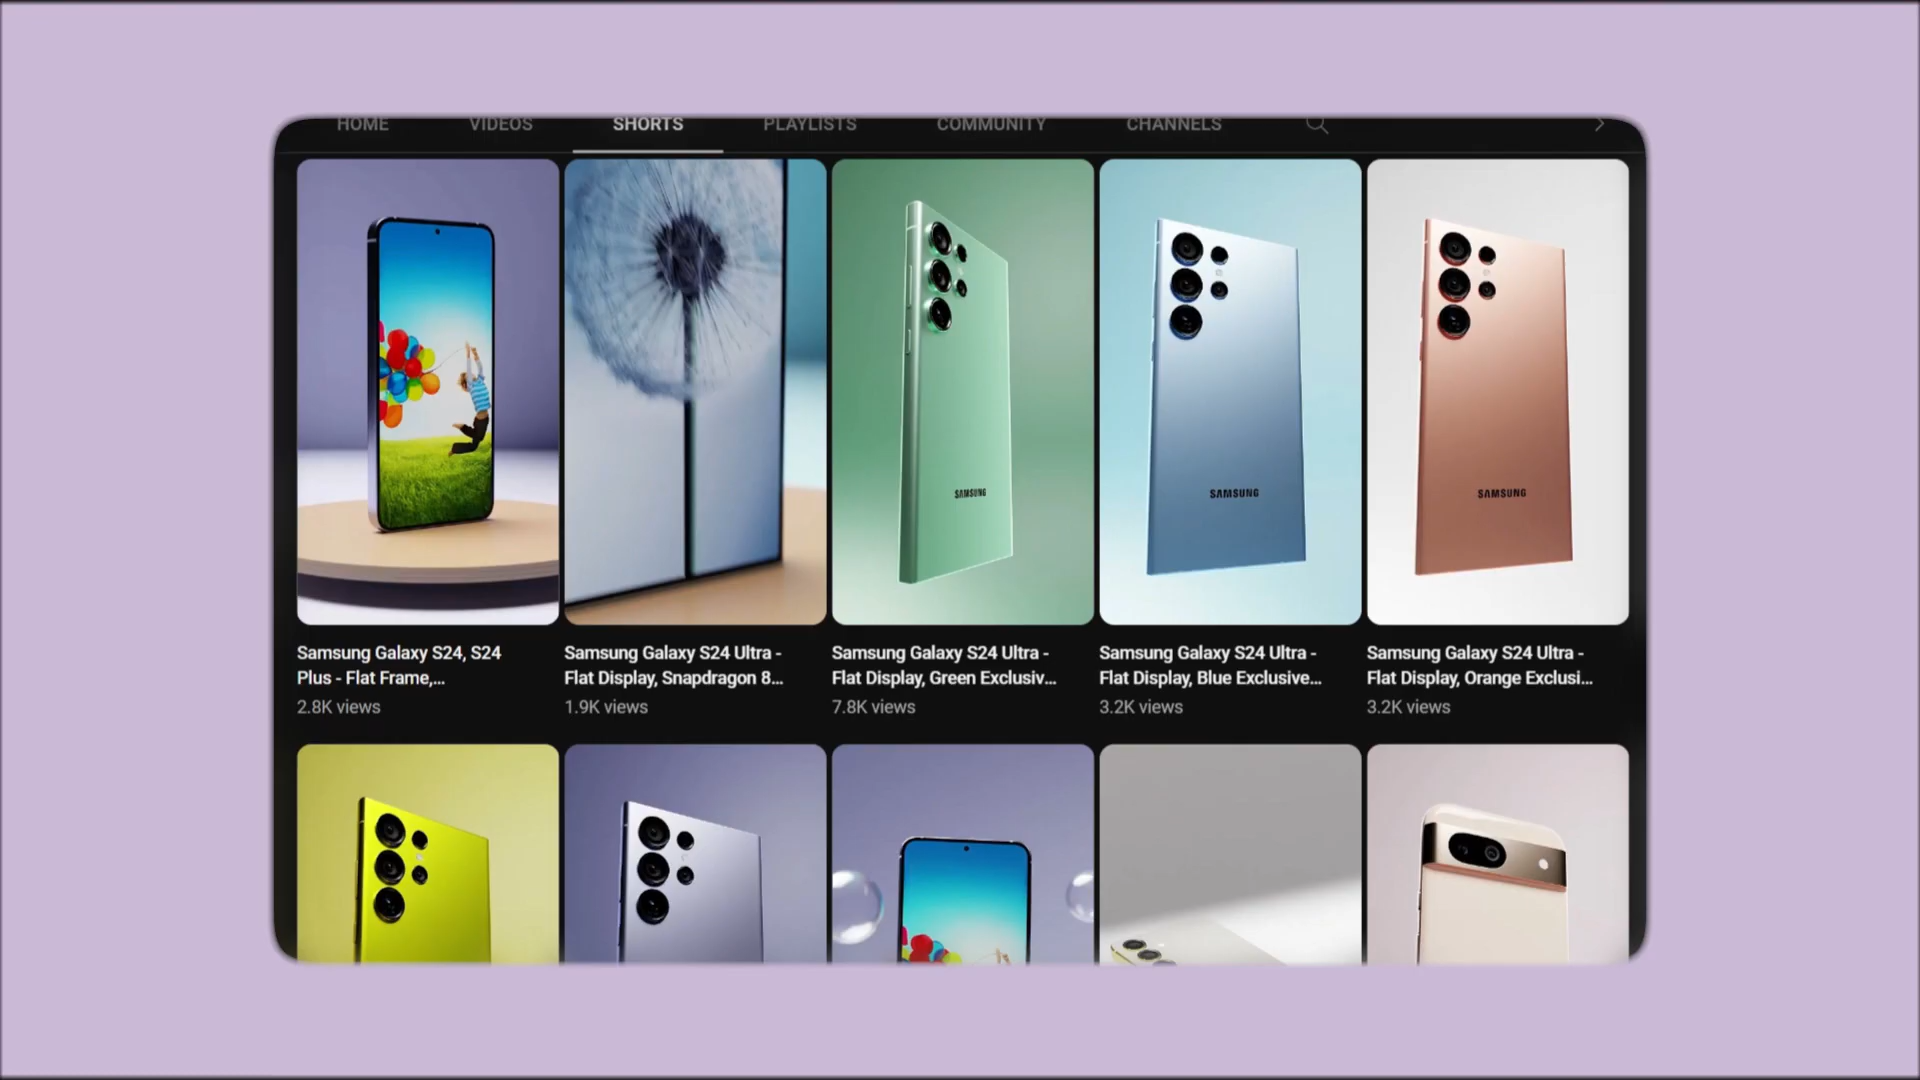 HOME VIDEOS SHORTS PLAYLISTS COMMUNITY CHANNELS
SAMSUNG SAMSUNG SAMSUNG
Samsung Galaxy S24, S24
Plus - Flat Frame,...
2.8K views
Samsung Galaxy S24 Ultra -
Flat Display, Snapdragon 8...
1.9K views
Samsung Galaxy S24 Ultra -
Flat Display, Green Exclusiv...
7.8K views
Samsung Galaxy S24 Ultra -
Flat Display, Blue Exclusive...
3.2K views
Samsung Galaxy S24 Ultra -
Flat Display, Orange Exclusi...
3.2K views